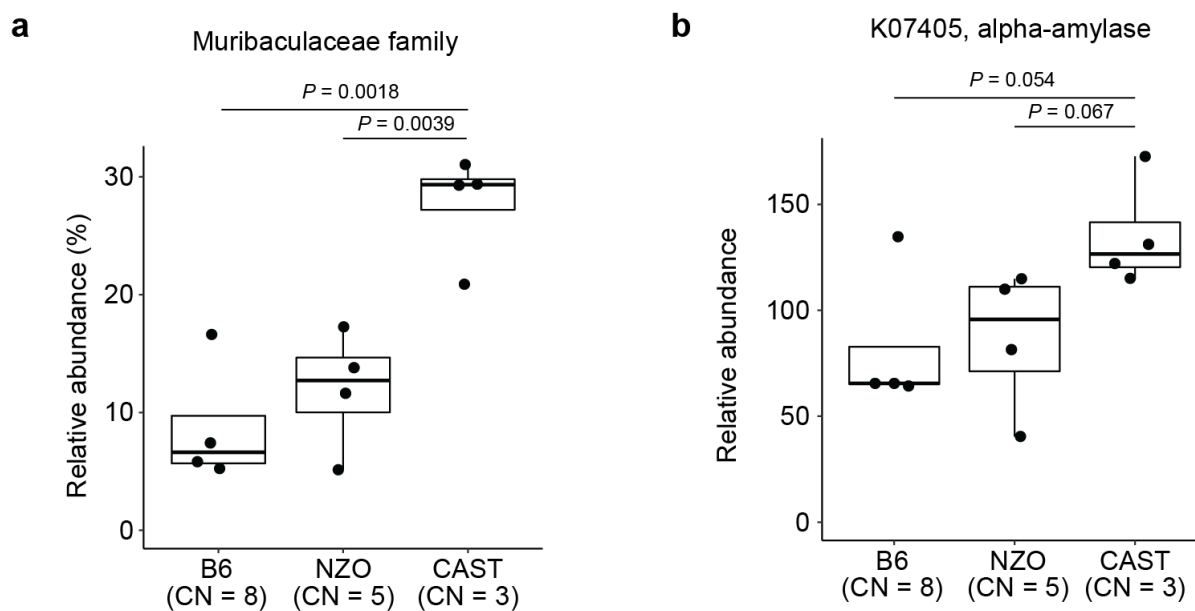 a
Muribaculaceae family
P = 0.0018
P = 0.0039
30
20
10
0
Relative abundance (%)
B6
(CN = 8)
NZO
(CN = 5)
CAST
(CN = 3)
b
K07405, alpha-amylase
P = 0.054
P = 0.067
150
100
50
0
Relative abundance
B6
(CN = 8)
NZO
(CN = 5)
CAST
(CN = 3)